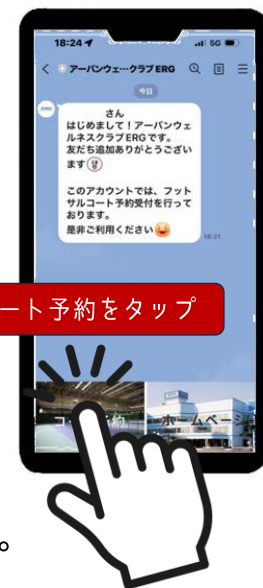 18:24
5G
アーバンウェ…クラブERG
今日
さん
はじめまして！アーバンウェ
ルネスクラブERGです。
友だち追加ありがとうござい
ます
このアカウントでは、フット
サルコート予約受付を行って
おります。
是非ご利用ください
18:21
ート予約をタップ
コ
約
ホームページ
。